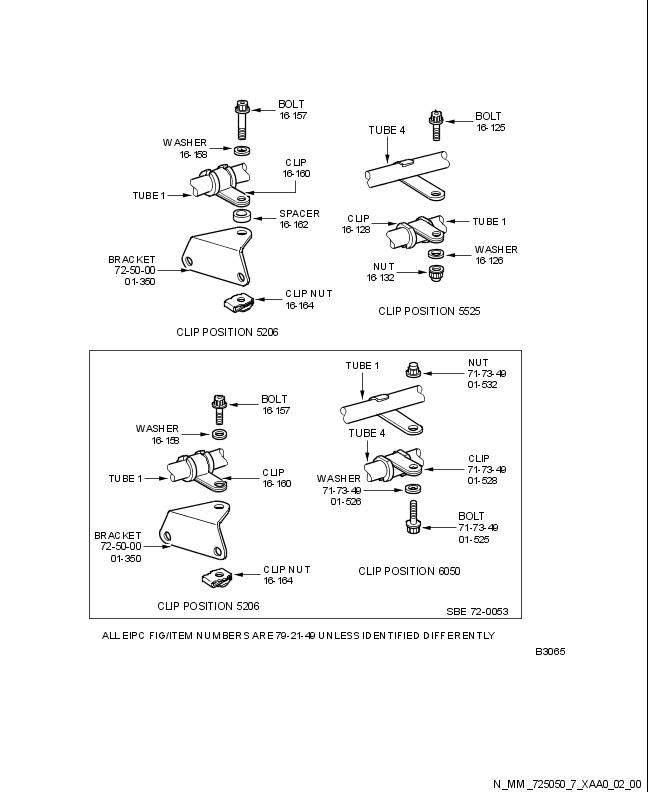 BOLT
16-157
WASHER
16-158
CLIP
16-160
TUBE 1
SPACER
16-162
BRACKET
72-50-00
01-350
CLIP NUT
16-164
CLIP POSITION 5206
BOLT
16-125
TUBE 4
CLIP
16-128
TUBE 1
WASHER
16-126
NUT
16-132
CLIP POSITION 5525
BOLT
16-157
WASHER
16-158
TUBE 1
CLIP
16-160
BRACKET
72-50-00
01-350
CLIP NUT
16-164
CLIP POSITION 5206
TUBE 1
NUT
71-73-49
01-532
TUBE 4
CLIP
71-73-49
01-528
WASHER
71-73-49
01-526
BOLT
71-73-49
01-525
CLIP POSITION 6050
SBE 72-0053
ALL EIPC FIG/ITEM NUMBERS ARE 79-21-49 UNLESS IDENTIFIED DIFFERENTLY
B3065
N_MM_725050_7_XAA0_02_00